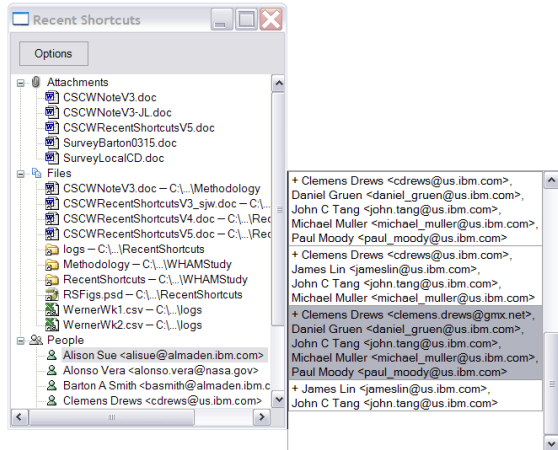 Recent Shortcuts
Options
Attachments
CSCWNoteV3.doc
CSCWNoteV3-JL.doc
CSCWRecentShortcutsV5.doc
SurveyBarton0315.doc
SurveyLocalCD.doc
Files
CSCWNoteV3.doc – C:\...\Methodology
CSCWRecentShortcutsV3_sjw.doc – C:\...
CSCWRecentShortcutsV4.doc – C:\...\Rec
CSCWRecentShortcutsV5.doc – C:\...\Rec
logs – C:\...\RecentShortcuts
Methodology – C:\...\WHAMStudy
RecentShortcuts – C:\...\WHAMStudy
RSFigs.psd – C:\...\RecentShortcuts
WernerWk1.csv – C:\...\logs
WernerWk2.csv – C:\...\logs
People
Alison Sue <alisue@almaden.ibm.com>
Alonso Vera <alonso.vera@nasa.gov>
Barton A Smith <basmith@almaden.ibm.c
Clemens Drews <cdrews@us.ibm.com>
+ Clemens Drews <cdrews@us.ibm.com>,
Daniel Gruen <daniel_gruen@us.ibm.com>,
John C Tang <john.tang@us.ibm.com>,
Michael Muller <michael_muller@us.ibm.com>,
Paul Moody <paul_moody@us.ibm.com>
+ Clemens Drews <cdrews@us.ibm.com>,
James Lin <jameslin@us.ibm.com>,
John C Tang <john.tang@us.ibm.com>,
Michael Muller <michael_muller@us.ibm.com>
+ Clemens Drews <clemens.drews@gmx.net>,
Daniel Gruen <daniel_gruen@us.ibm.com>,
John C Tang <john.tang@us.ibm.com>,
Michael Muller <michael_muller@us.ibm.com>,
Paul Moody <paul_moody@us.ibm.com>
+ James Lin <jameslin@us.ibm.com>,
John C Tang <john.tang@us.ibm.com>